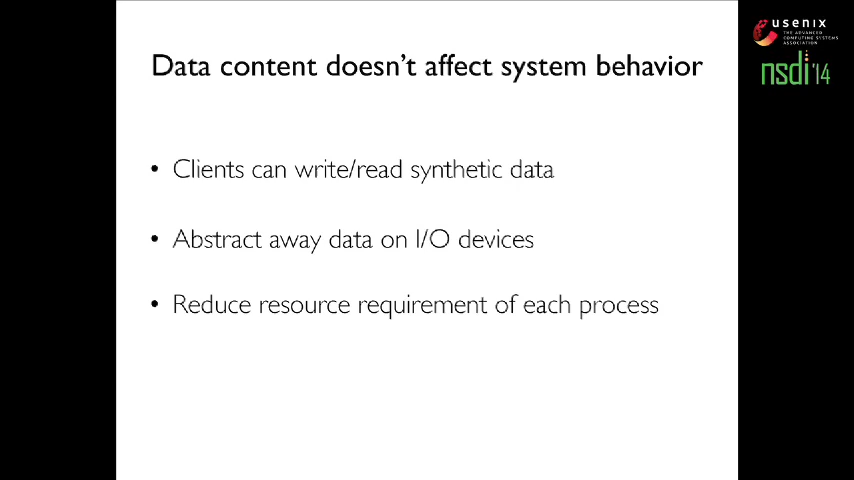 Data content doesn't affect system behavior
• Clients can write/read synthetic data
• Abstract away data on I/O devices
• Reduce resource requirement of each process
usenix
THE ADVANCED
COMPUTING SYSTEMS
ASSOCIATION
nsdi '14